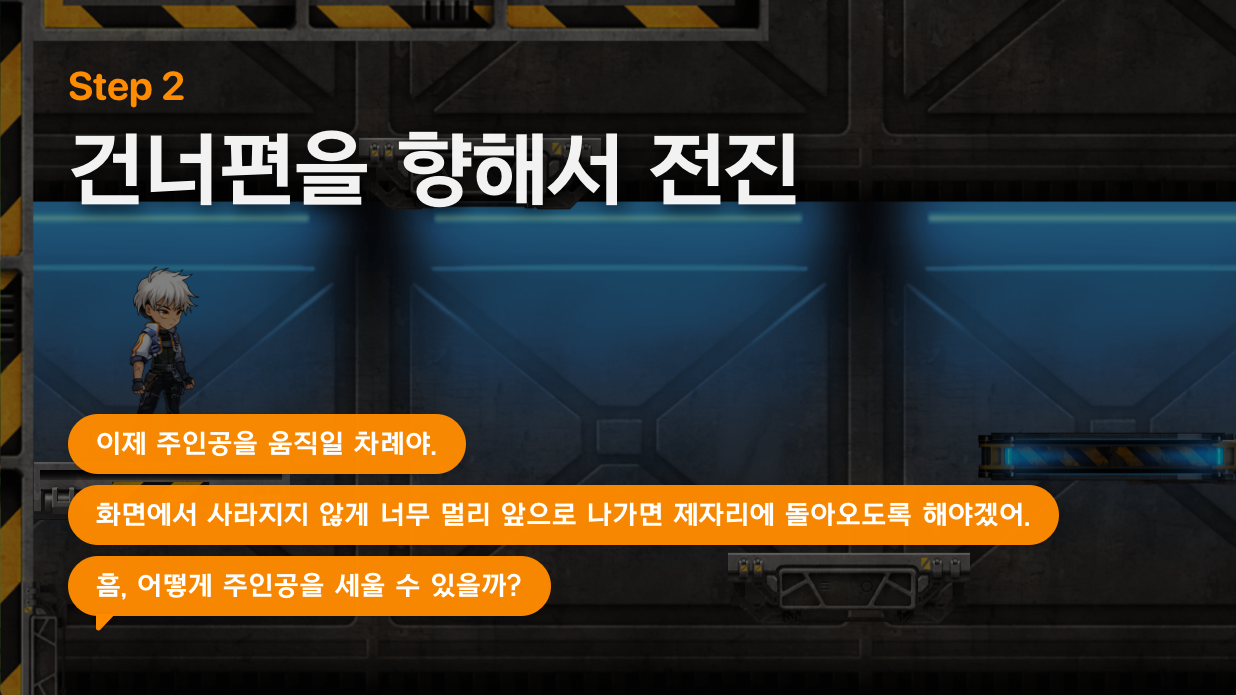 Step 2
건너편을 향해서 전진
이제 주인공을 움직일 차례야.
화면에서 사라지지 않게 너무 멀리 앞으로 나가면 제자리에 돌아오도록 해야겠어.
흠, 어떻게 주인공을 세울 수 있을까?